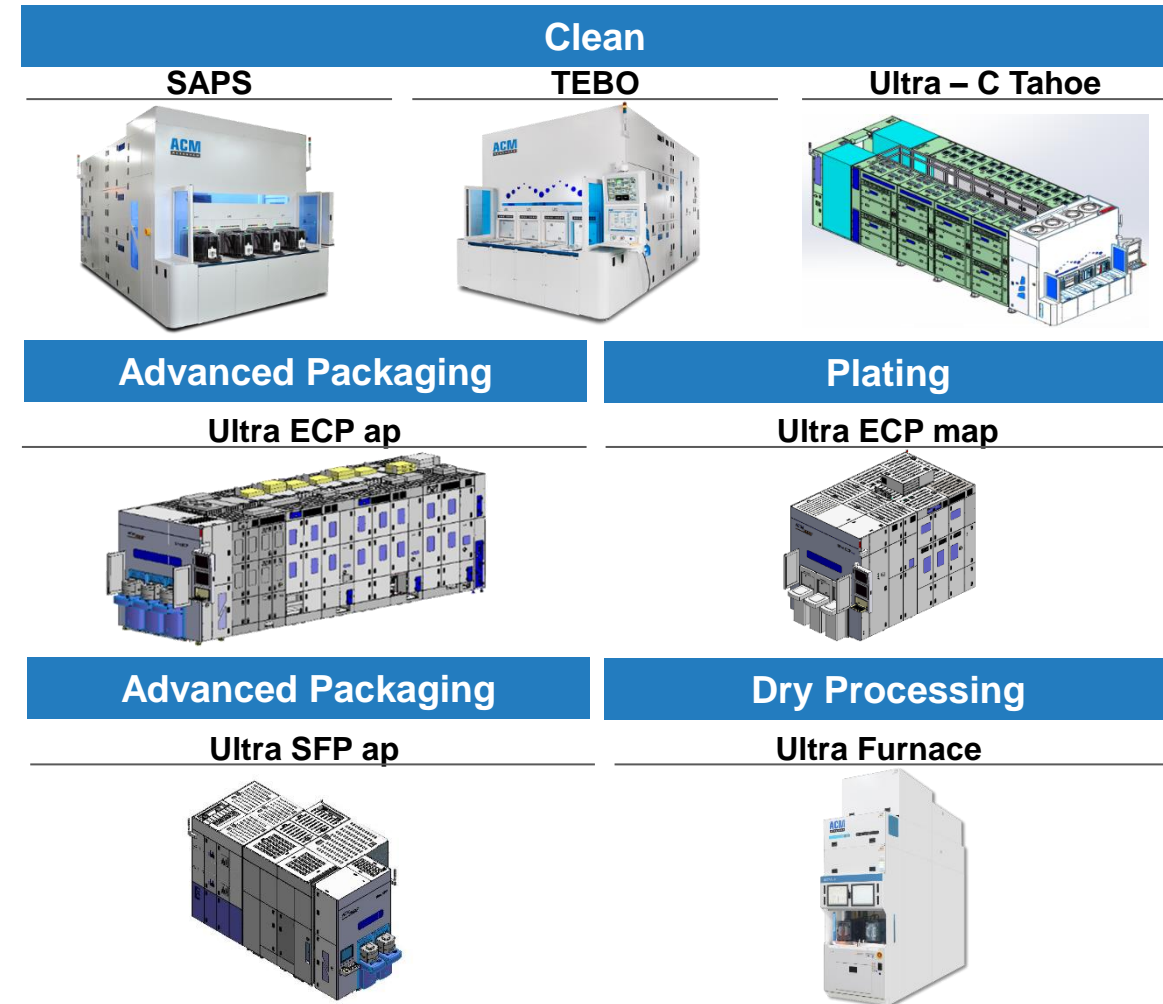 Clean
SAPS
TEBO
Ultra – C Tahoe
ACM
ACM
Advanced Packaging
Plating
Ultra ECP ap
Ultra ECP map
Advanced Packaging
Dry Processing
Ultra SFP ap
Ultra Furnace
ACM